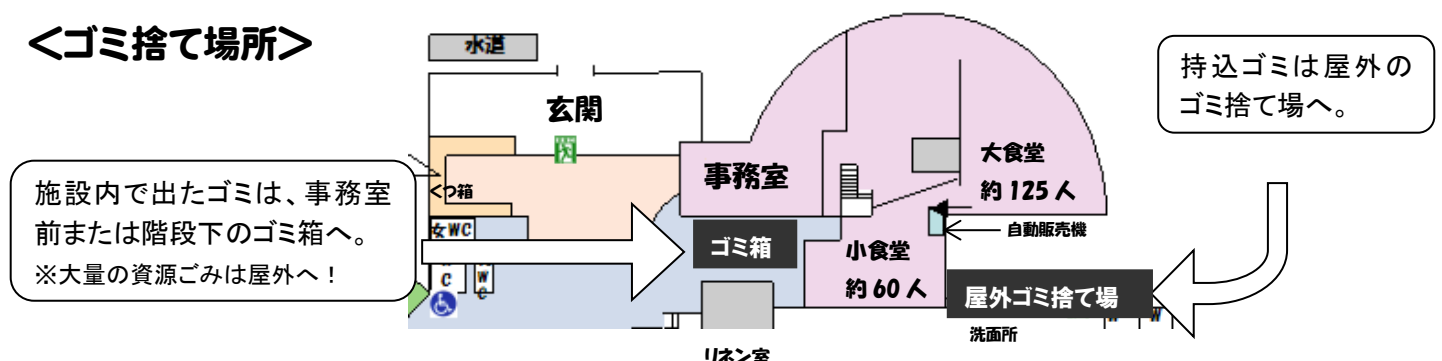 <ゴミ捨て場所>
水道
持込ゴミは屋外の
ゴミ捨て場へ。
玄関
大食堂
約125人
事務室
施設内で出たゴミは、事務室
前または階段下のゴミ箱へ。
※大量の資源ごみは屋外へ!
くつ箱
女WC
自動販売機
ゴミ箱
小食堂
約60人
屋外ゴミ捨て場
洗面所
リネン室